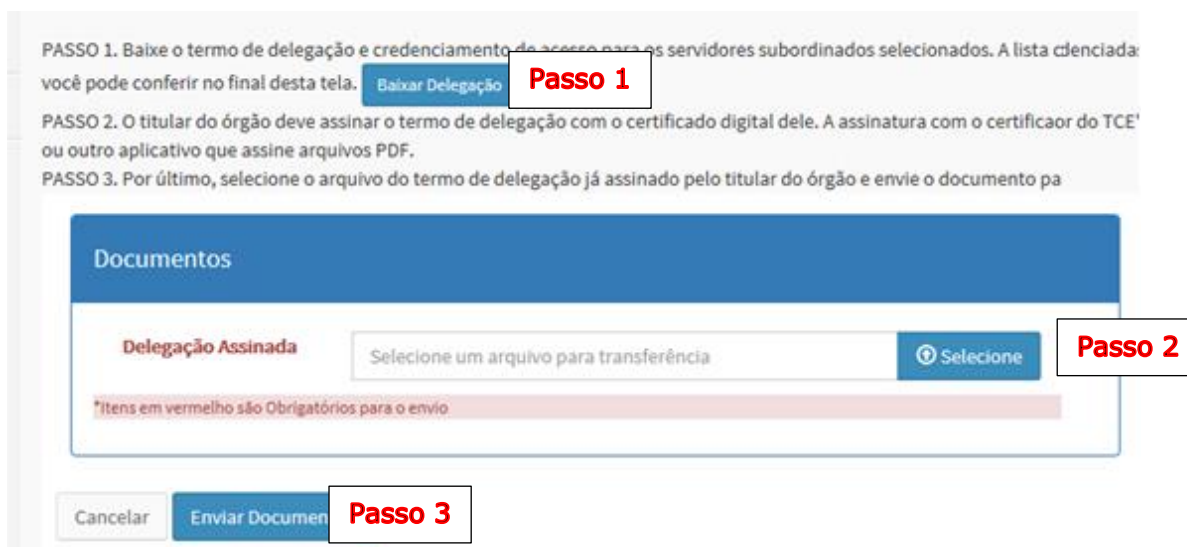 PASSO 1. Baixe o termo de delegação e credenciamento de acesso para os servidores subordinados selecionados. A lista cdenciada
você pode conferir no final desta tela. Baixar Delegação Passo 1
PASSO 2. O titular do órgão deve assinar o termo de delegação com o certificado digital dele. A assinatura com o certificaor do TCE
ou outro aplicativo que assine arquivos PDF.
PASSO 3. Por último, selecione o arquivo do termo de delegação já assinado pelo titular do órgão e envie o documento pa
Documentos
Delegação Assinada Selecione um arquivo para transferência Selecione Passo 2
*Itens em vermelho são Obrigatórios para o envio
Cancelar Enviar Documen Passo 3